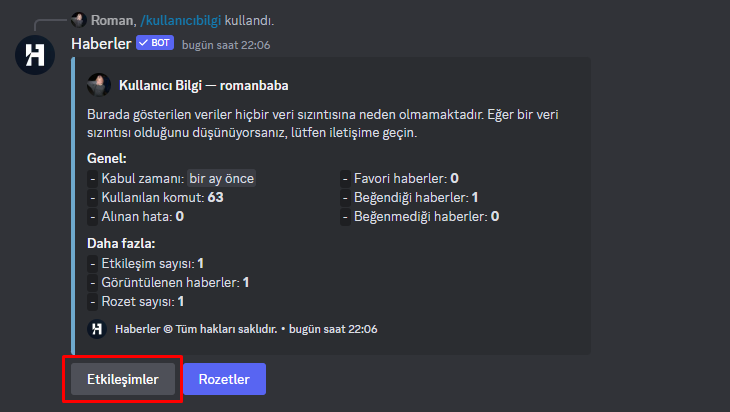 Roman, /kullanıcıbilgi kullandı.
Haberler ✓ BOT bugün saat 22:06
Kullanıcı Bilgi — romanbaba
Burada gösterilen veriler hiçbir veri sızıntısına neden olmamaktadır. Eğer bir veri
sızıntısı olduğunu düşünüyorsanız, lütfen iletişime geçin.
Genel:
- Kabul zamanı: bir ay önce
- Kullanılan komut: 63
- Alınan hata: 0
- Favori haberler: 0
- Beğendiği haberler: 1
- Beğenmediği haberler: 0
Daha fazla:
- Etkileşim sayısı: 1
- Görüntülenen haberler: 1
- Rozet sayısı: 1
Haberler © Tüm hakları saklıdır. • bugün saat 22:06
Etkileşimler Rozetler